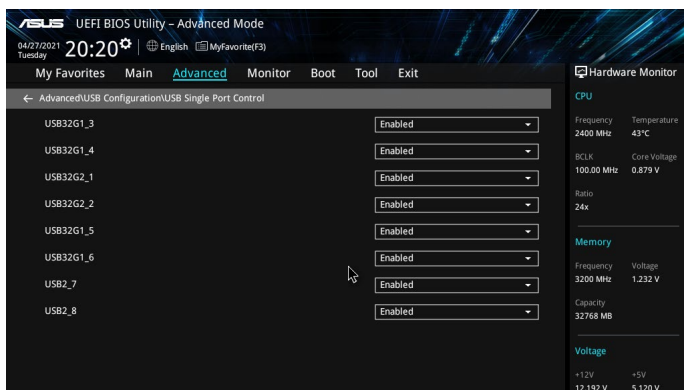 ASUS UEFI BIOS Utility – Advanced Mode
04/27/2021
Tuesday
20:20
English
MyFavorite(F3)
My Favorites Main Advanced Monitor Boot Tool Exit
← Advanced\USB Configuration\USB Single Port Control
USB32G1_3 Enabled
USB32G1_4 Enabled
USB32G2_1 Enabled
USB32G2_2 Enabled
USB32G1_5 Enabled
USB32G1_6 Enabled
USB2_7 Enabled
USB2_8 Enabled
Hardware Monitor
CPU
Frequency Temperature
2400 MHz 43°C
BCLK Core Voltage
100.00 MHz 0.879 V
Ratio
24x
Memory
Frequency Voltage
3200 MHz 1.232 V
Capacity
32768 MB
Voltage
+12V +5V
12.192 V 5.120 V